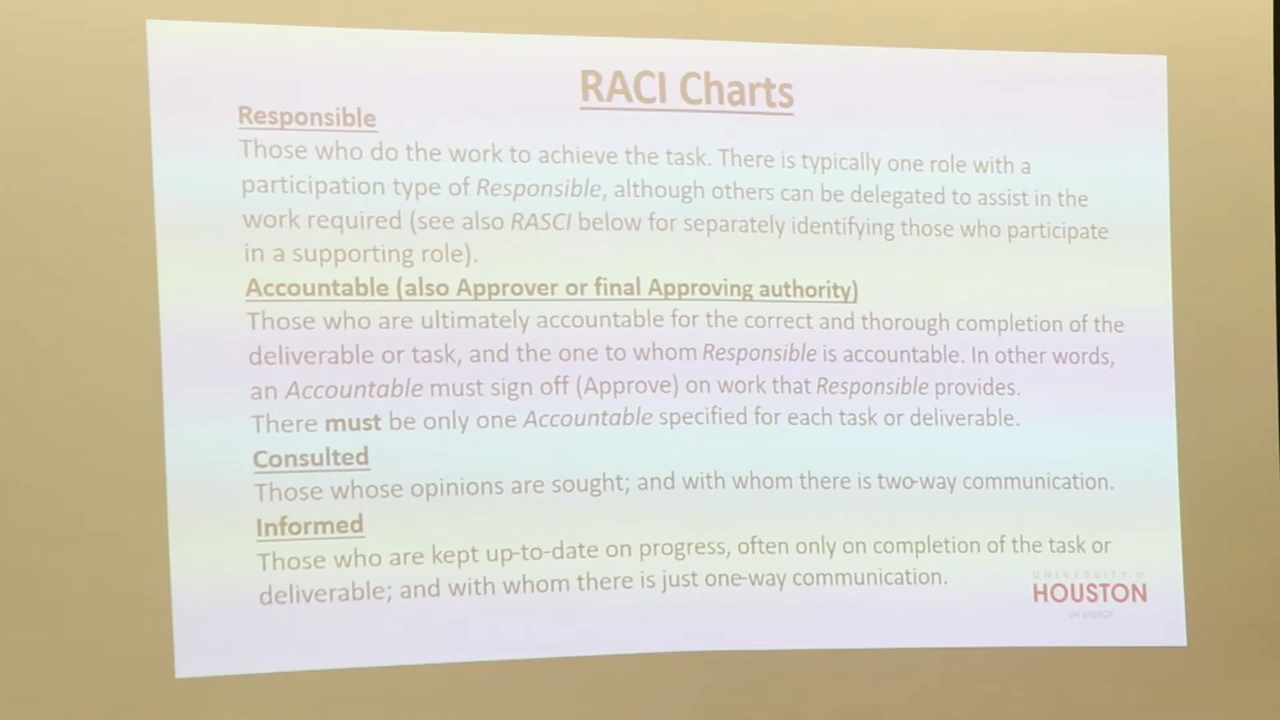 RACI Charts
Responsible
Those who do the work to achieve the task. There is typically one role with a
participation type of Responsible, although others can be delegated to assist in the
work required (see also RASCI below for separately identifying those who participate
in a supporting role).
Accountable (also Approver or final Approving authority)
Those who are ultimately accountable for the correct and thorough completion of the
deliverable or task, and the one to whom Responsible is accountable. In other words,
an Accountable must sign off (Approve) on work that Responsible provides.
There must be only one Accountable specified for each task or deliverable.
Consulted
Those whose opinions are sought; and with whom there is two-way communication.
Informed
Those who are kept up-to-date on progress, often only on completion of the task or
deliverable; and with whom there is just one-way communication.
UNIVERSITY of
HOUSTON
UH ENERGY